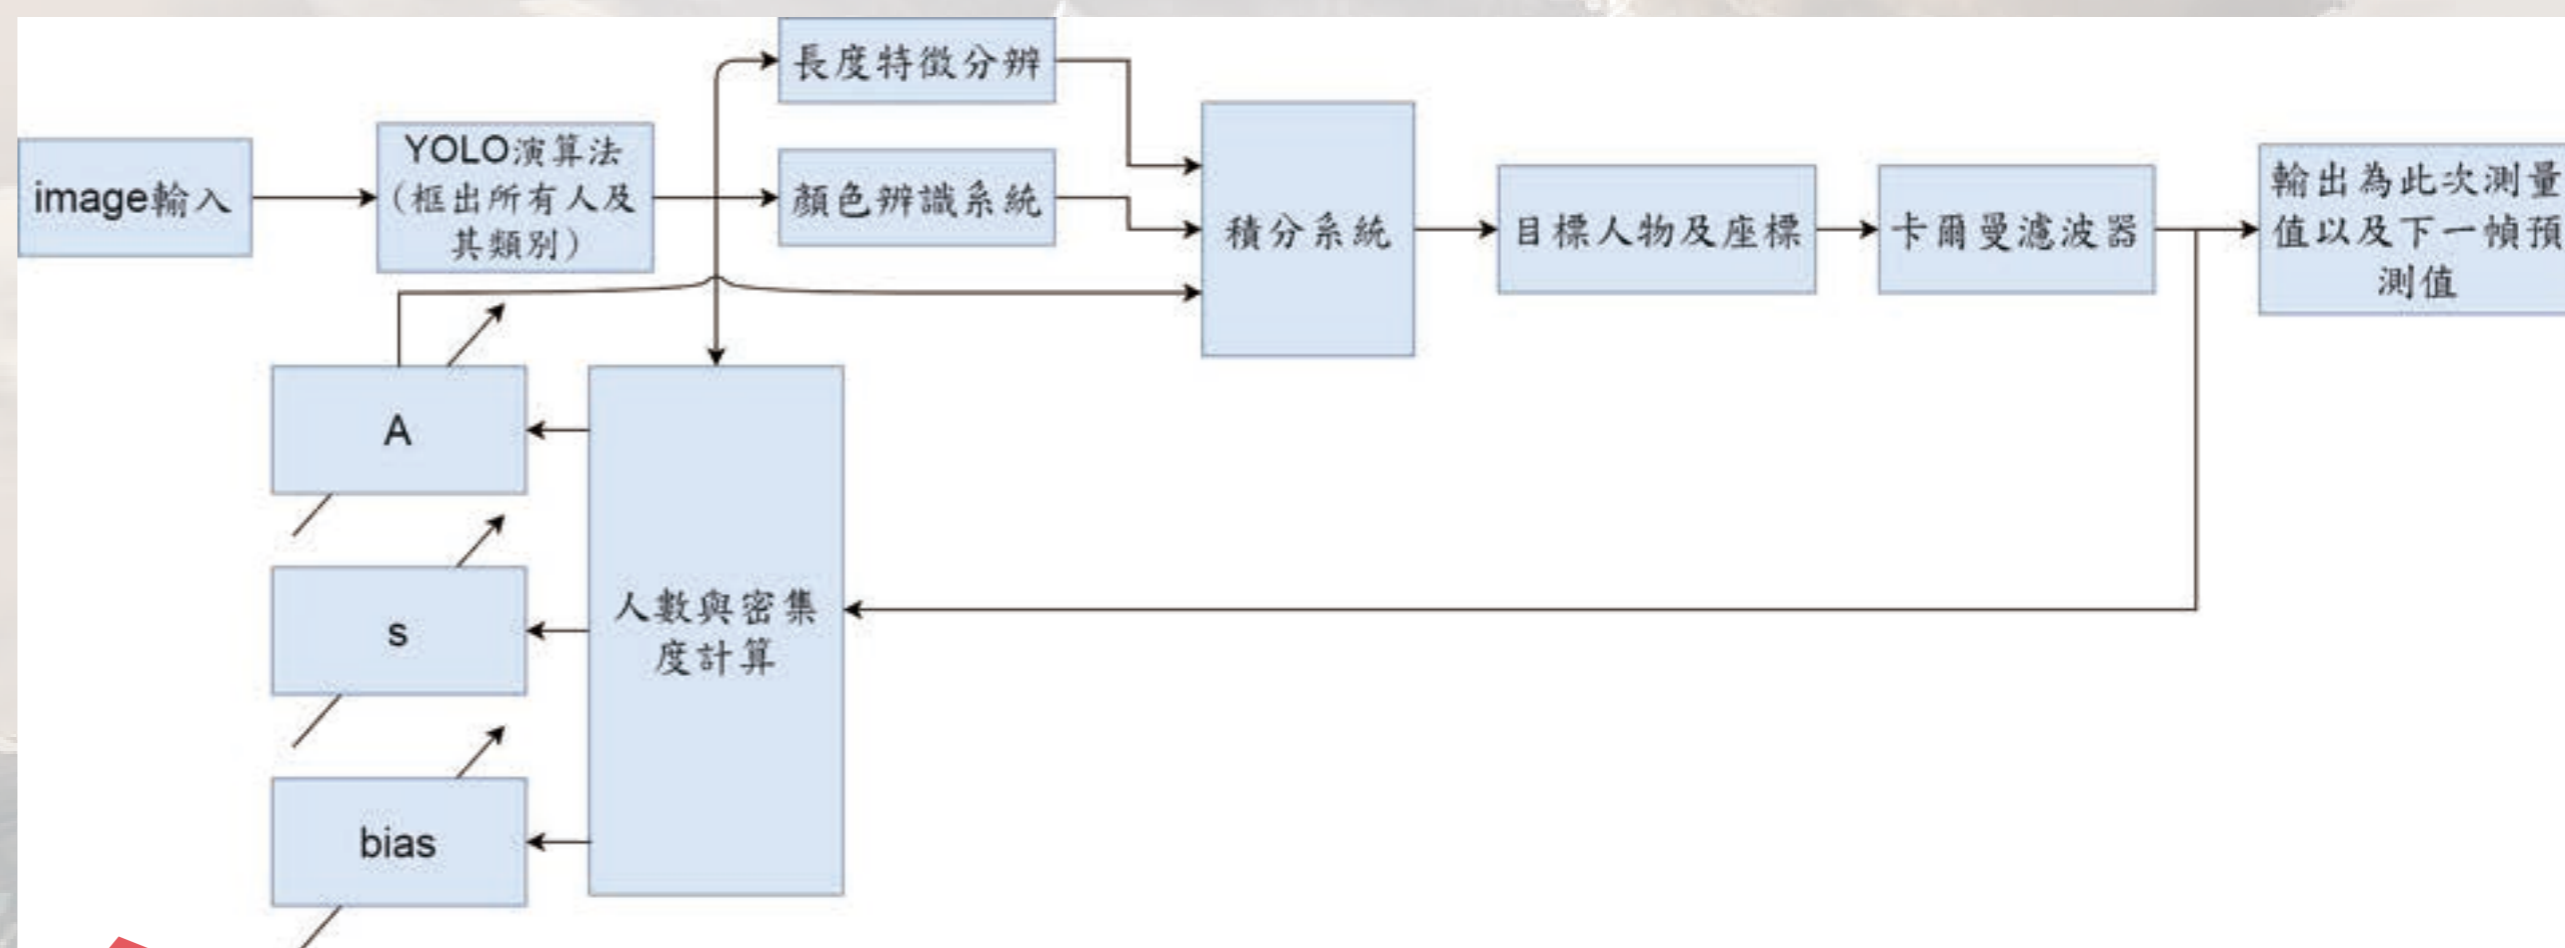 長度特徵分辨
image輸入
YOLO演算法
(框出所有人及
其類別)
顏色辨識系統
積分系統
目標人物及座標
卡爾曼濾波器
輸出為此次測量
值以及下一幀預
測值
A
s
bias
人數與密集
度計算